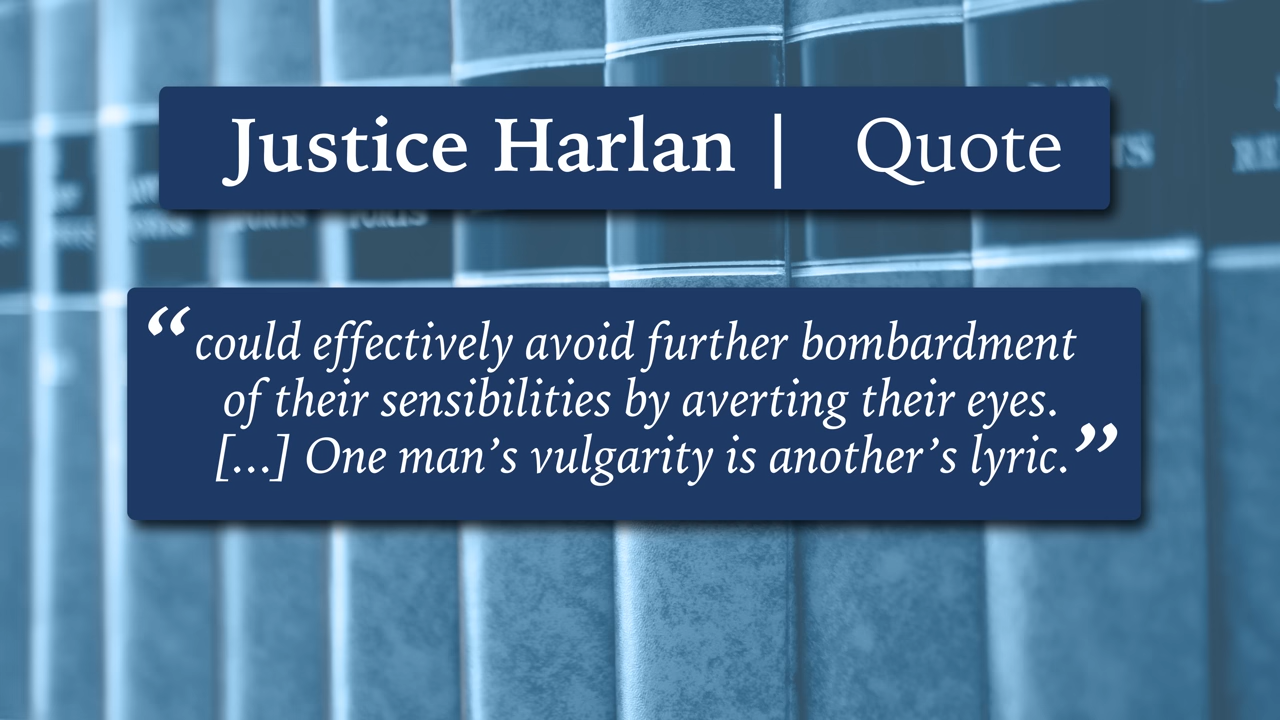 Justice Harlan | Quote
“could effectively avoid further bombardment
of their sensibilities by averting their eyes.
[...] One man’s vulgarity is another’s lyric.”